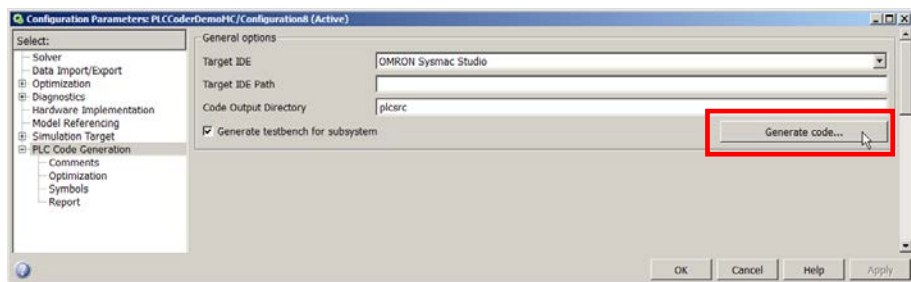 Configuration Parameters: PLCCoderDemoMC/Configuration8 (Active)
Select:
Solver
Data Import/Export
Optimization
Diagnostics
Hardware Implementation
Model Referencing
Simulation Target
PLC Code Generation
Comments
Optimization
Symbols
Report
General options
Target IDE OMRON Sysmac Studio
Target IDE Path
Code Output Directory plcsrc
Generate testbench for subsystem Generate code...
OK Cancel Help Apply